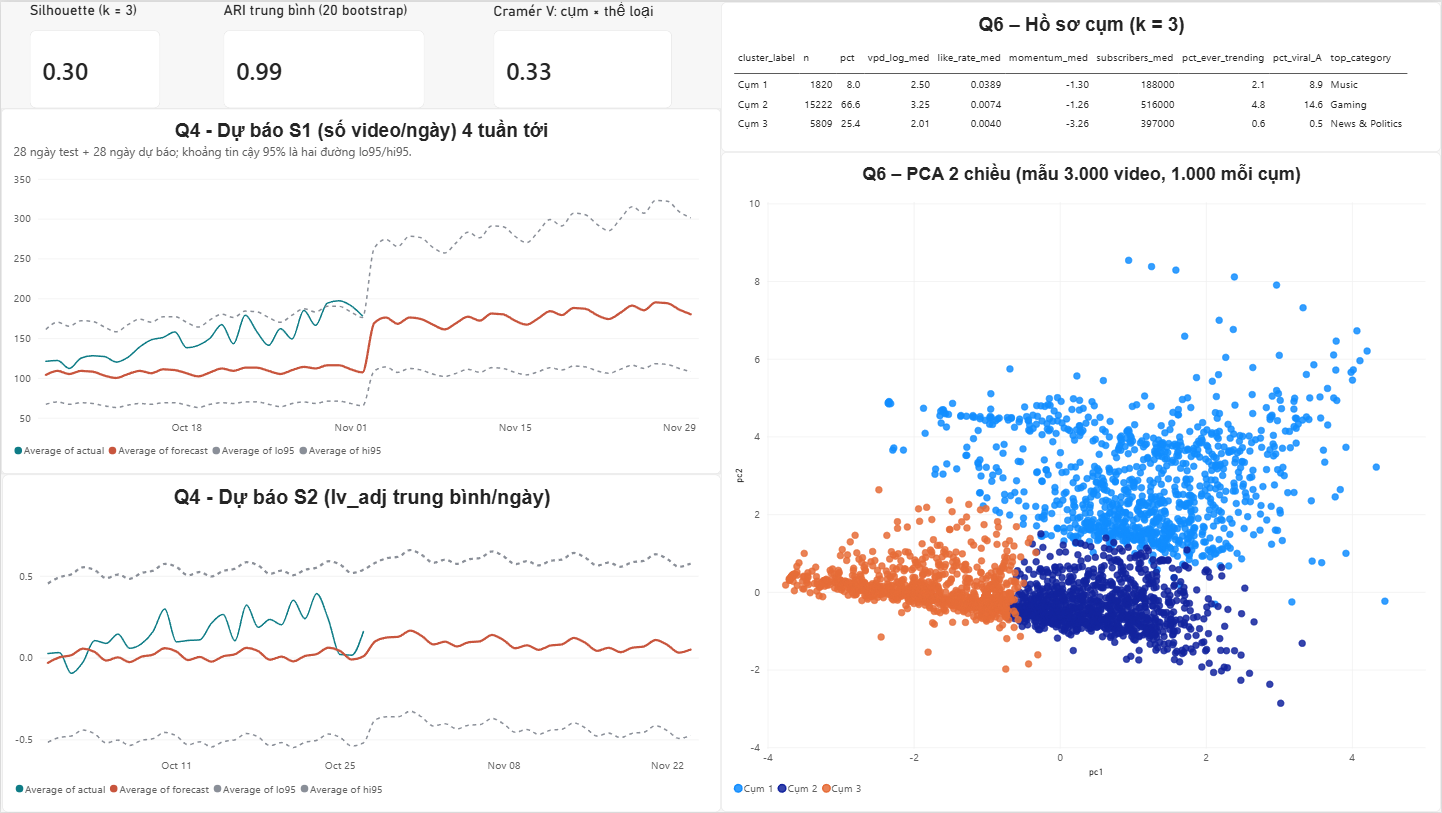 Silhouette (k = 3)
ARI trung bình (20 bootstrap)
Cramér V: cụm × thể loại
0.30
0.99
0.33
Q4 - Dự báo S1 (số video/ngày) 4 tuần tới
28 ngày test + 28 ngày dự báo; khoảng tin cậy 95% là hai đường lo95/hi95.
350
300
250
200
150
100
50
Oct 18
Nov 01
Nov 15
Nov 29
Average of actual
Average of forecast
Average of lo95
Average of hi95
Q4 - Dự báo S2 (lv_adj trung bình/ngày)
0.5
0.0
-0.5
Oct 11
Oct 25
Nov 08
Nov 22
Average of actual
Average of forecast
Average of lo95
Average of hi95
Q6 – Hồ sơ cụm (k = 3)
cluster_label n pct vpd_log_med like_rate_med momentum_med subscribers_med pct_ever_trending pct_viral_A top_category
Cụm 1 1820 8.0 2.50 0.0389 -1.30 188000 2.1 8.9 Music
Cụm 2 15222 66.6 3.25 0.0074 -1.26 516000 4.8 14.6 Gaming
Cụm 3 5809 25.4 2.01 0.0040 -3.26 397000 0.6 0.5 News & Politics
Q6 – PCA 2 chiều (mẫu 3.000 video, 1.000 mỗi cụm)
10
8
6
4
2
0
-2
-4
pc2
-4
-2
0
2
4
pc1
Cụm 1
Cụm 2
Cụm 3